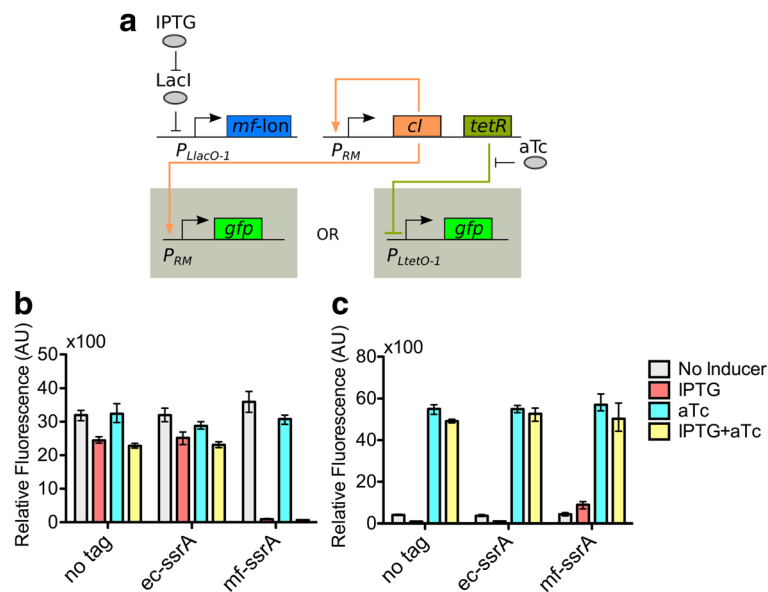 a
IPTG
LacI
mf-lon
cI
tetR
P_LlacO-1
P_RM
aTc
gfp
OR
gfp
P_RM
P_LtetO-1
b
c
x100
x100
Relative Fluorescence (AU)
50
40
30
20
10
0
no tag
ec-ssrA
mf-ssrA
Relative Fluorescence (AU)
80
60
40
20
0
no tag
ec-ssrA
mf-ssrA
No Inducer
IPTG
aTc
IPTG+aTc